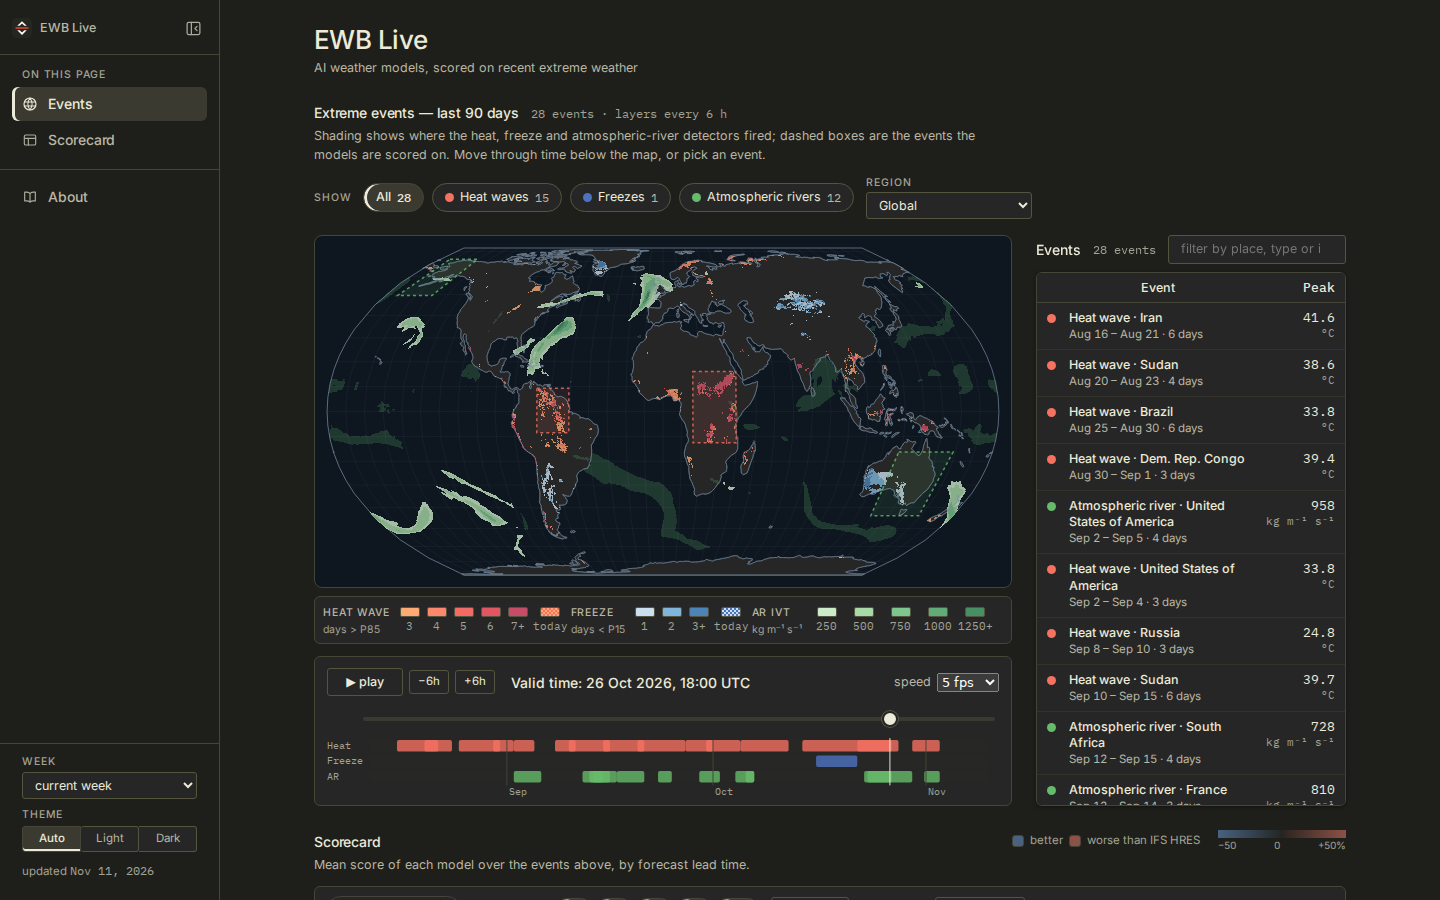 EWB Live
ON THIS PAGE
Events
Scorecard
About
WEEK
current week
THEME
Auto Light Dark
updated Nov 11, 2026
EWB Live
AI weather models, scored on recent extreme weather
Extreme events — last 90 days 28 events · layers every 6 h
Shading shows where the heat, freeze and atmospheric-river detectors fired; dashed boxes are the events the
models are scored on. Move through time below the map, or pick an event.
SHOW All 28 Heat waves 15 Freezes 1 Atmospheric rivers 12
REGION
Global
HEAT WAVE
days > P85
3 4 5 6 7+ today
FREEZE
days < P15
1 2 3+ today
AR IVT
kg m⁻¹ s⁻¹
250 500 750 1000 1250+
▶ play −6h +6h Valid time: 26 Oct 2026, 18:00 UTC speed 5 fps
Heat
Freeze
AR
Sep Oct Nov
Events 28 events filter by place, type or i
Event Peak
Heat wave · Iran 41.6
Aug 16 – Aug 21 · 6 days °C
Heat wave · Sudan 38.6
Aug 20 – Aug 23 · 4 days °C
Heat wave · Brazil 33.8
Aug 25 – Aug 30 · 6 days °C
Heat wave · Dem. Rep. Congo 39.4
Aug 30 – Sep 1 · 3 days °C
Atmospheric river · United 958
States of America kg m⁻¹ s⁻¹
Sep 2 – Sep 5 · 4 days
Heat wave · United States of 33.8
America °C
Sep 2 – Sep 4 · 3 days
Heat wave · Russia 24.8
Sep 8 – Sep 10 · 3 days °C
Heat wave · Sudan 39.7
Sep 10 – Sep 15 · 6 days °C
Atmospheric river · South 728
Africa kg m⁻¹ s⁻¹
Sep 12 – Sep 15 · 4 days
Atmospheric river · France 810
Scorecard
Mean score of each model over the events above, by forecast lead time.
better worse than IFS HRES
−50 0 +50%